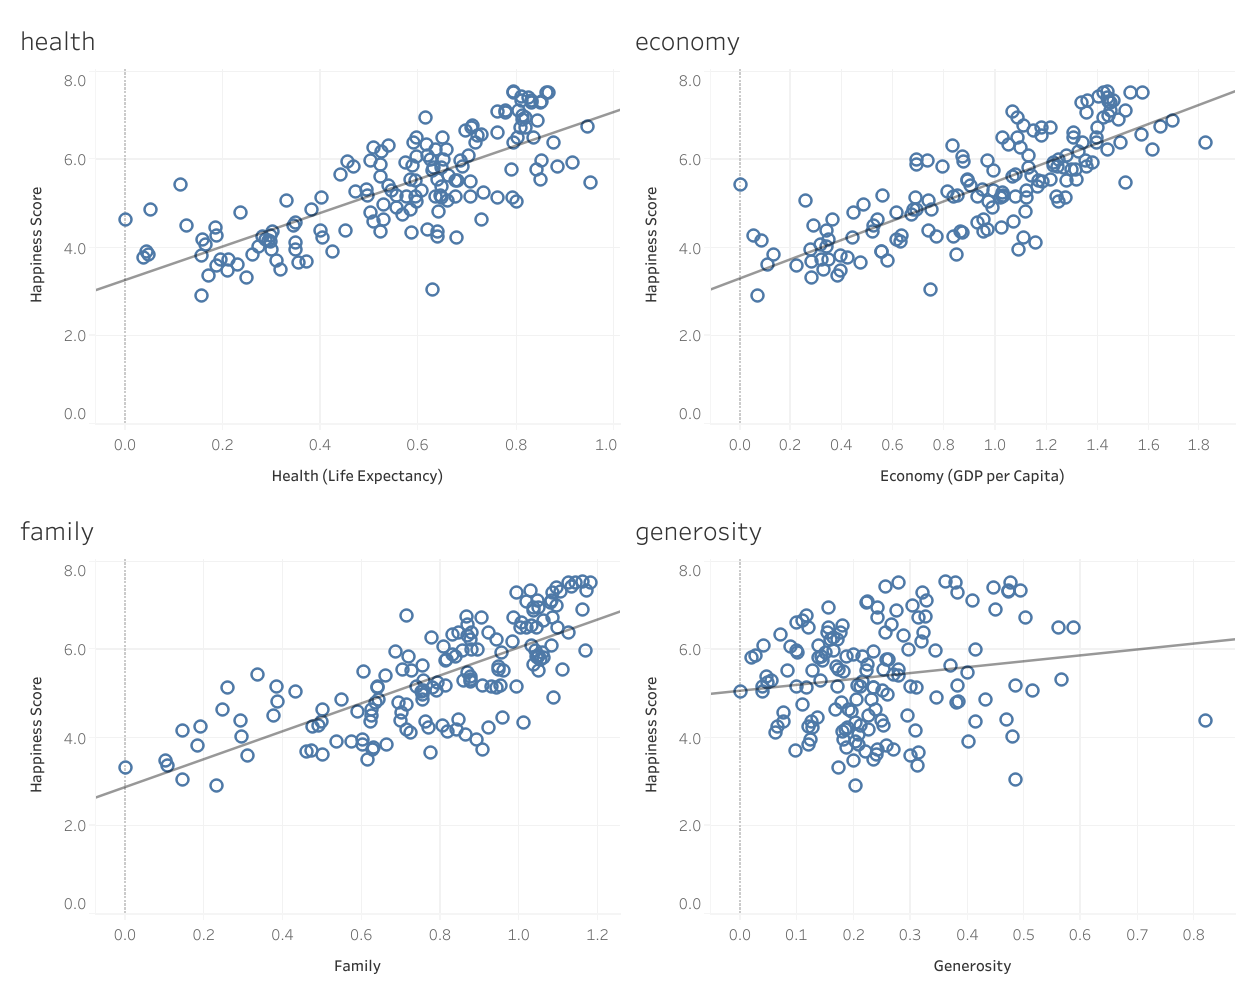 health
economy
8.0
6.0
4.0
2.0
0.0
Happiness Score
0.0 0.2 0.4 0.6 0.8 1.0
Health (Life Expectancy)
8.0
6.0
4.0
2.0
0.0
Happiness Score
0.0 0.2 0.4 0.6 0.8 1.0 1.2 1.4 1.6 1.8
Economy (GDP per Capita)
family
generosity
8.0
6.0
4.0
2.0
0.0
Happiness Score
0.0 0.2 0.4 0.6 0.8 1.0 1.2
Family
8.0
6.0
4.0
2.0
0.0
Happiness Score
0.0 0.1 0.2 0.3 0.4 0.5 0.6 0.7 0.8
Generosity